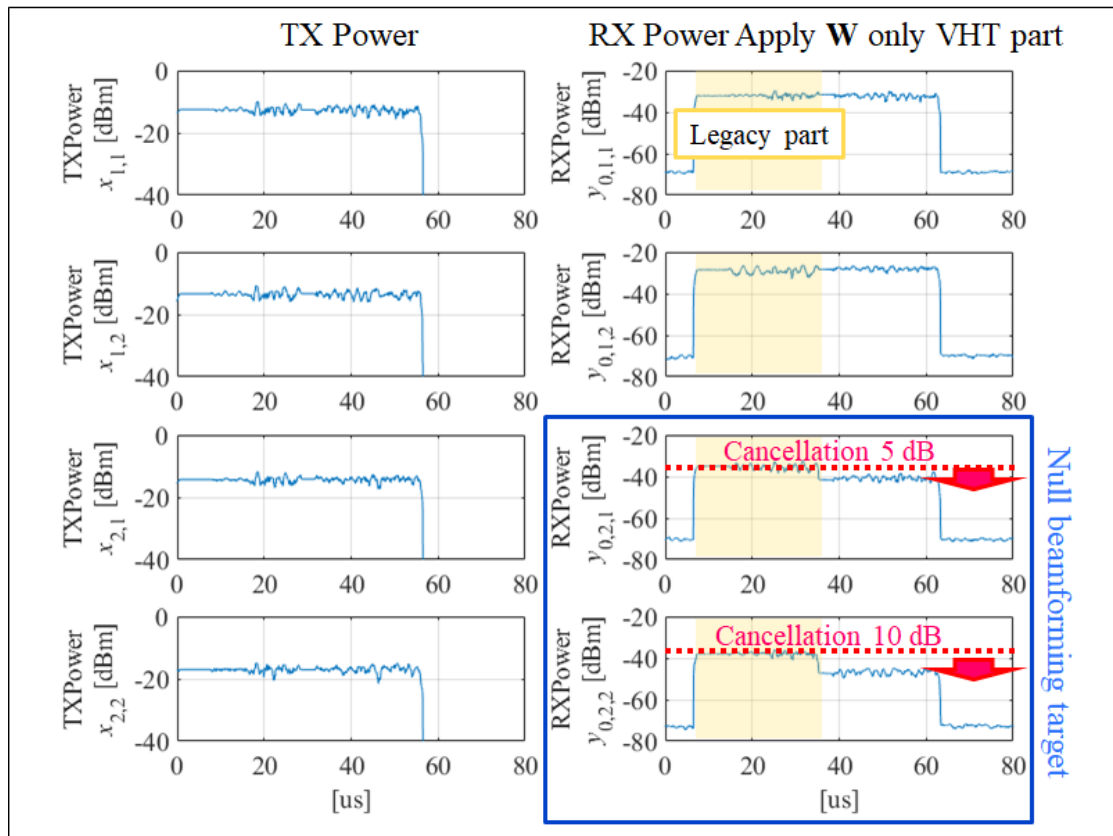 TX Power
RX Power Apply W only VHT part
TXPower
x1,1 [dBm]
0
-20
-40
0 20 40 60 80
RXPower
y0,1,1 [dBm]
-20
-40
-60
-80
0 20 40 60 80
Legacy part
TXPower
x1,2 [dBm]
0
-20
-40
0 20 40 60 80
RXPower
y0,1,2 [dBm]
-20
-40
-60
-80
0 20 40 60 80
TXPower
x2,1 [dBm]
0
-20
-40
0 20 40 60 80
RXPower
y0,2,1 [dBm]
-20
-40
-60
-80
0 20 40 60 80
Cancellation 5 dB
TXPower
x2,2 [dBm]
0
-20
-40
0 20 40 60 80
[us]
RXPower
y0,2,2 [dBm]
-20
-40
-60
-80
0 20 40 60 80
[us]
Cancellation 10 dB
Null beamforming target